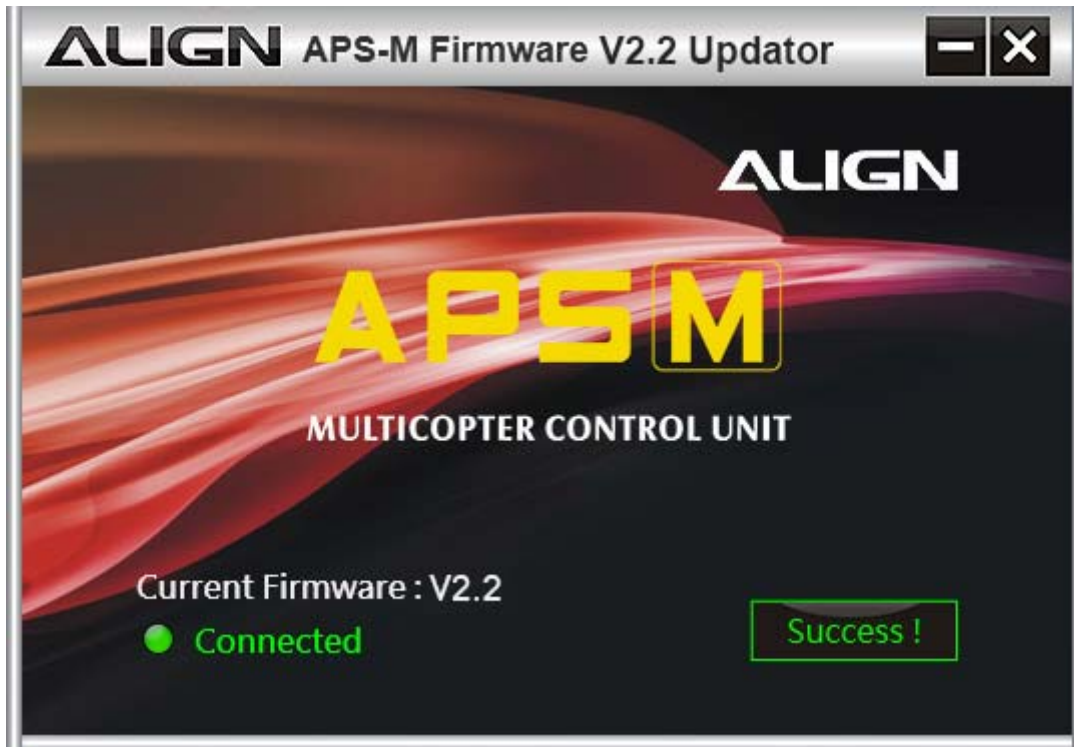 ALIGN APS-M Firmware V2.2 Updator
ALIGN
APSM
MULTICOPTER CONTROL UNIT
Current Firmware : V2.2
Connected
Success !